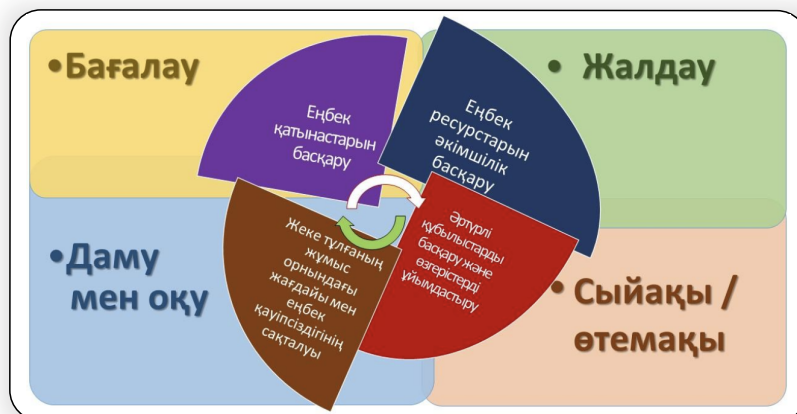 •Бағалау
• Жалдау
Еңбек
қатынастарын
басқару
Еңбек
ресурстарын
әкімшілік
басқару
Жеке тұлғаның
жұмыс
орнындағы
жағдайы мен
еңбек
қауіпсіздігінің
сақталуы
Әртүрлі
құбылыстарды
басқару және
өзгерістерді
ұйымдастыру
•Даму
мен оқу
• Сыйақы /
өтемақы